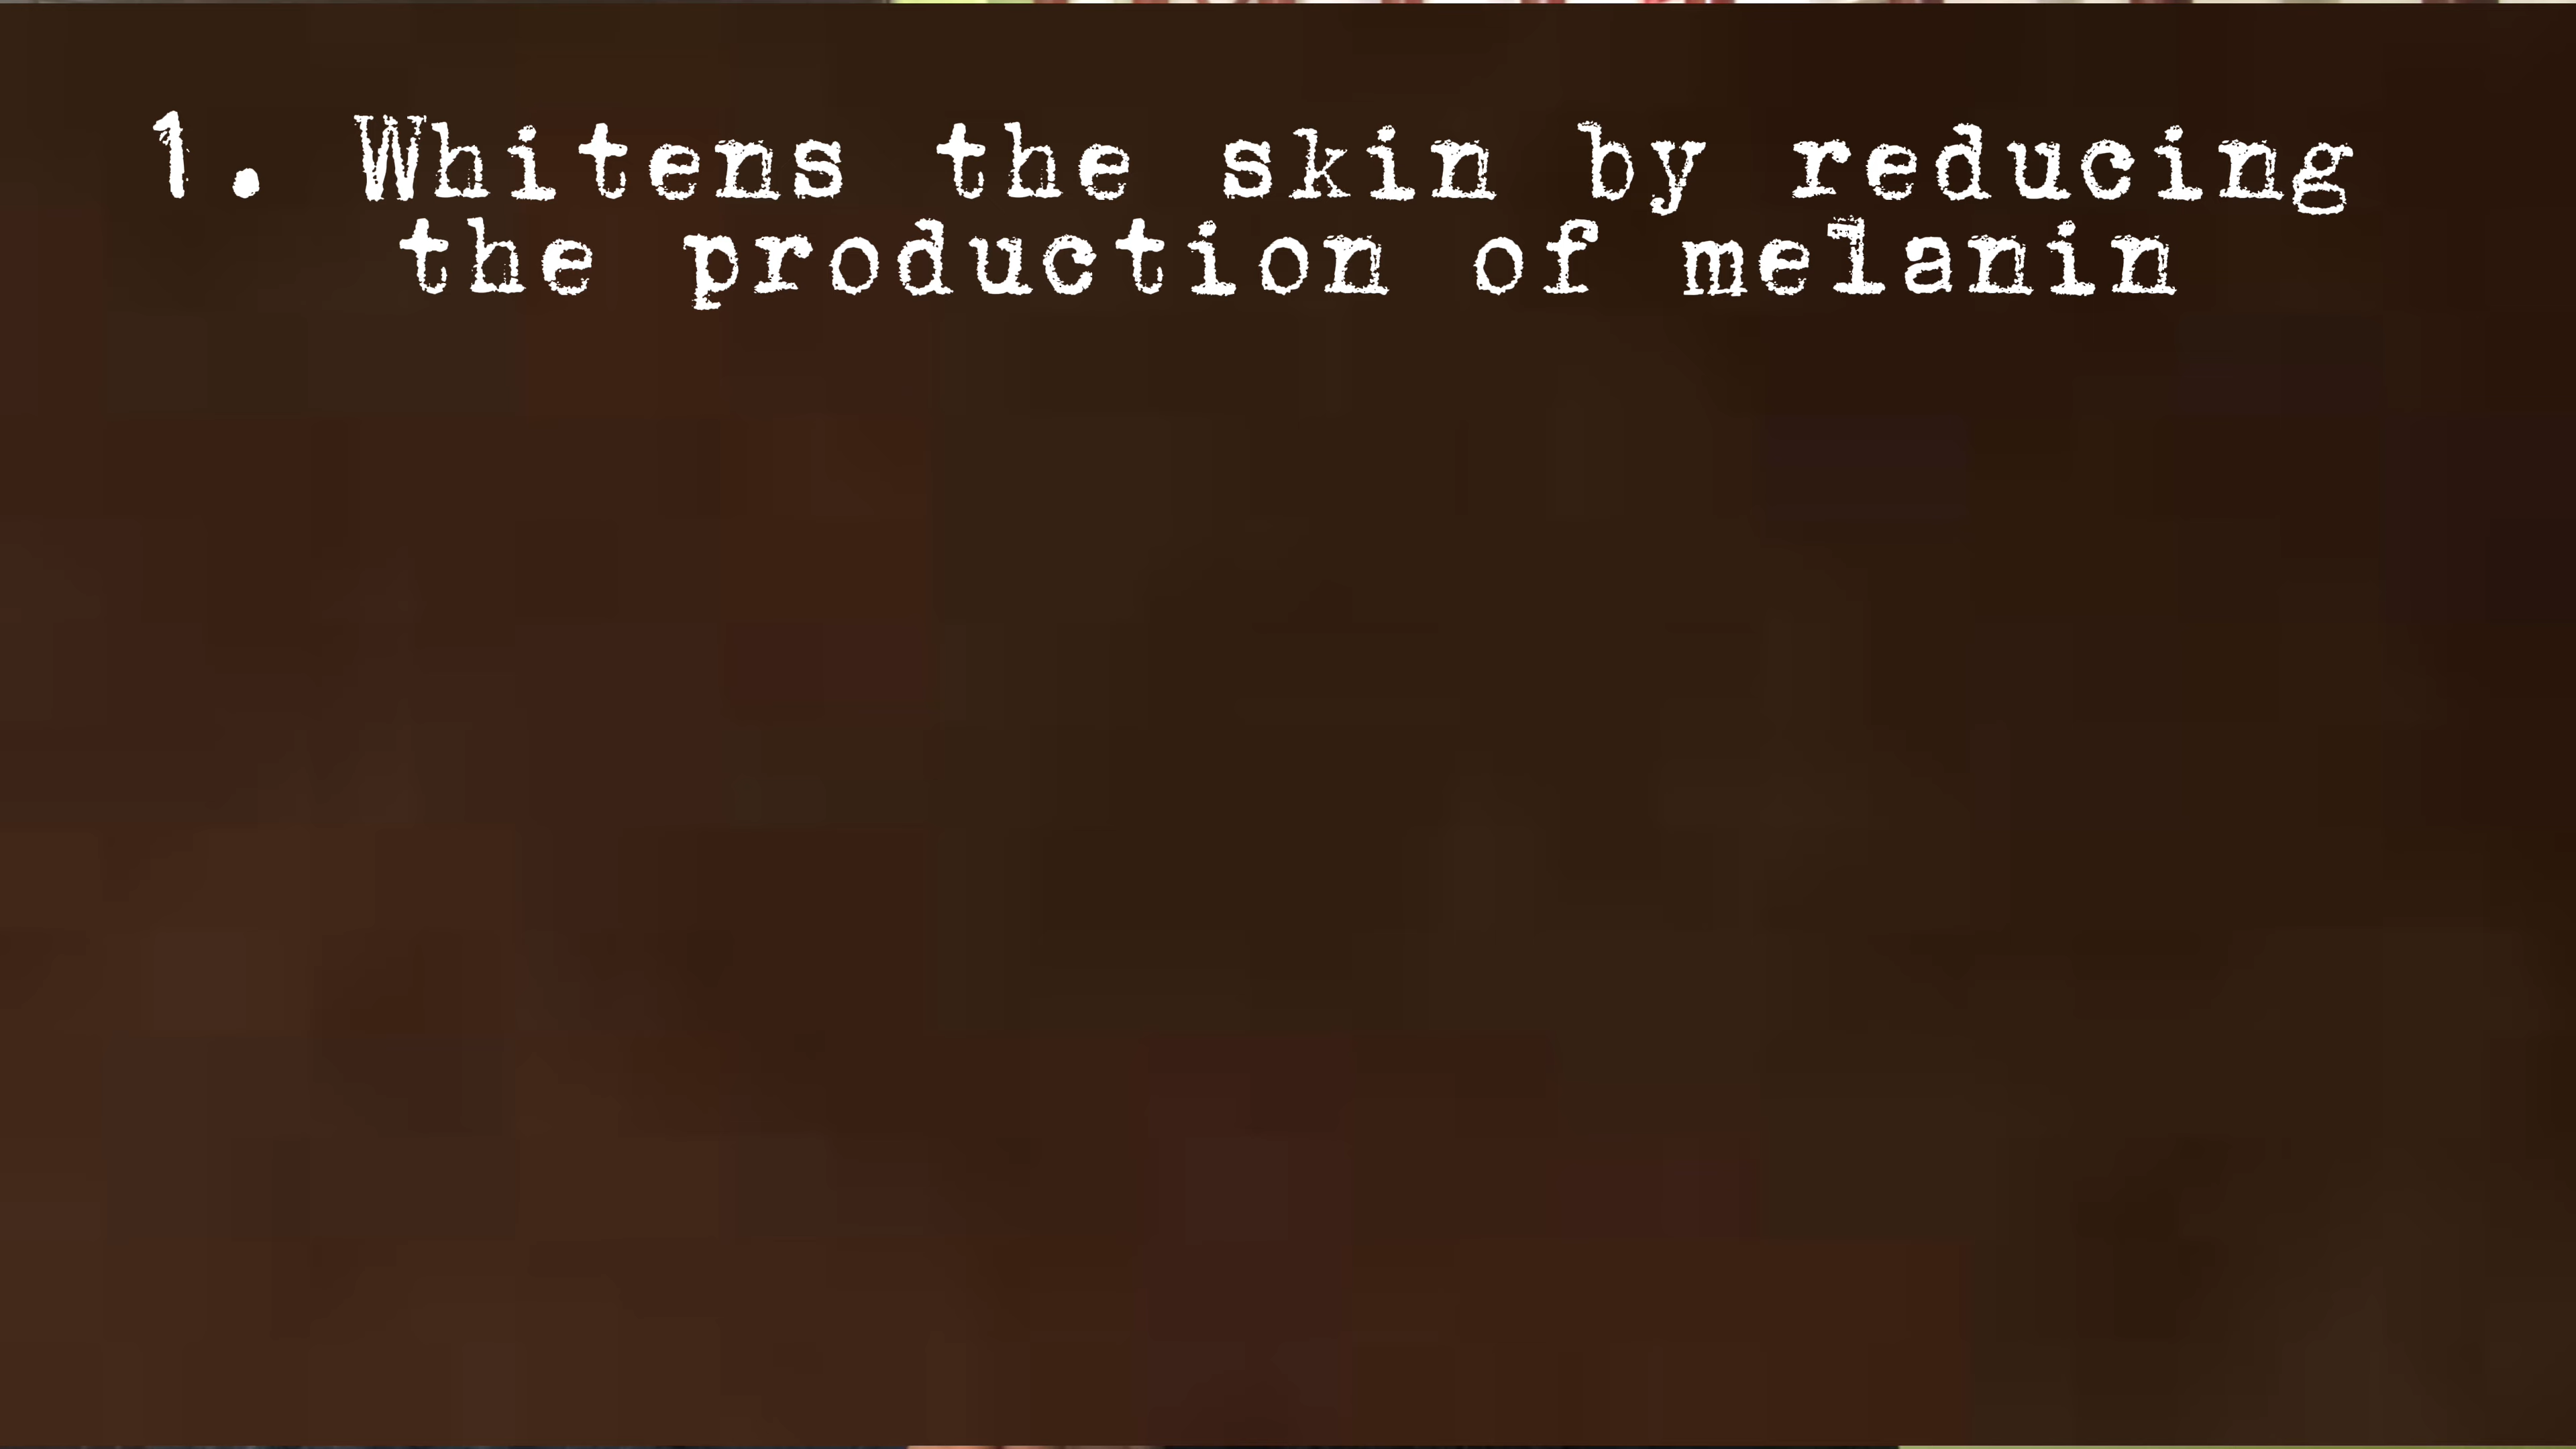 1. Whitens the skin by reducing
the production of melanin